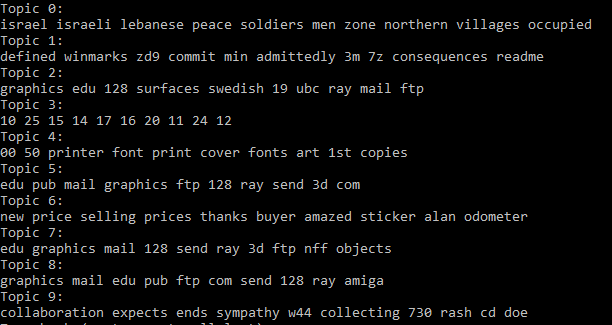 Topic 0:
israel israeli lebanese peace soldiers men zone northern villages occupied
Topic 1:
defined winmarks zd9 commit min admittedly 3m 7z consequences readme
Topic 2:
graphics edu 128 surfaces swedish 19 ubc ray mail ftp
Topic 3:
10 25 15 14 17 16 20 11 24 12
Topic 4:
00 50 printer font print cover fonts art 1st copies
Topic 5:
edu pub mail graphics ftp 128 ray send 3d com
Topic 6:
new price selling prices thanks buyer amazed sticker alan odometer
Topic 7:
edu graphics mail 128 send ray 3d ftp nff objects
Topic 8:
graphics mail edu pub ftp com send 128 ray amiga
Topic 9:
collaboration expects ends sympathy w44 collecting 730 rash cd doe